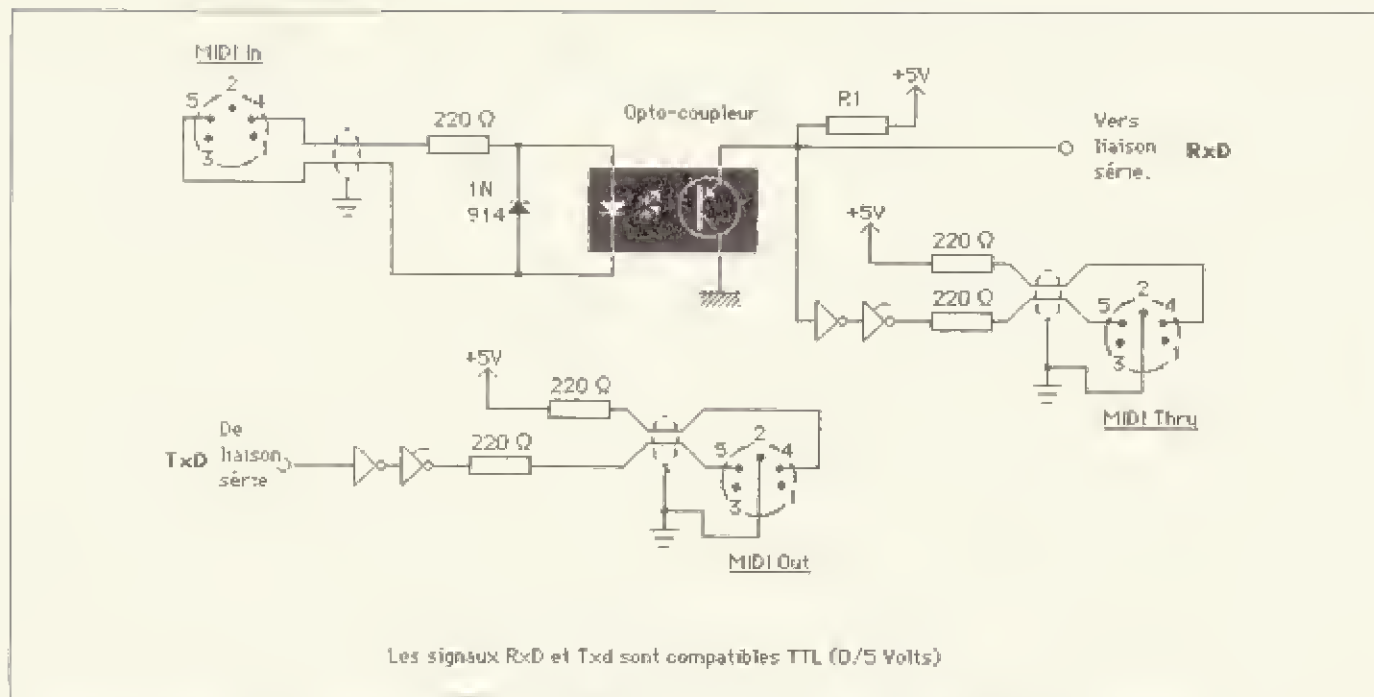 MIDI In
2
5
4
3
1
220 Ω
1N
914
Opto-coupleur
R1
+5V
Vers
liaison
série.
RxD
+5V
220 Ω
220 Ω
2
5
4
3
1
MIDI Thru
+5V
220 Ω
De
liaison
série
TxD
220 Ω
2
5
4
3
1
MIDI Out
Les signaux RxD et Txd sont compatibles TTL (0/5 Volts)